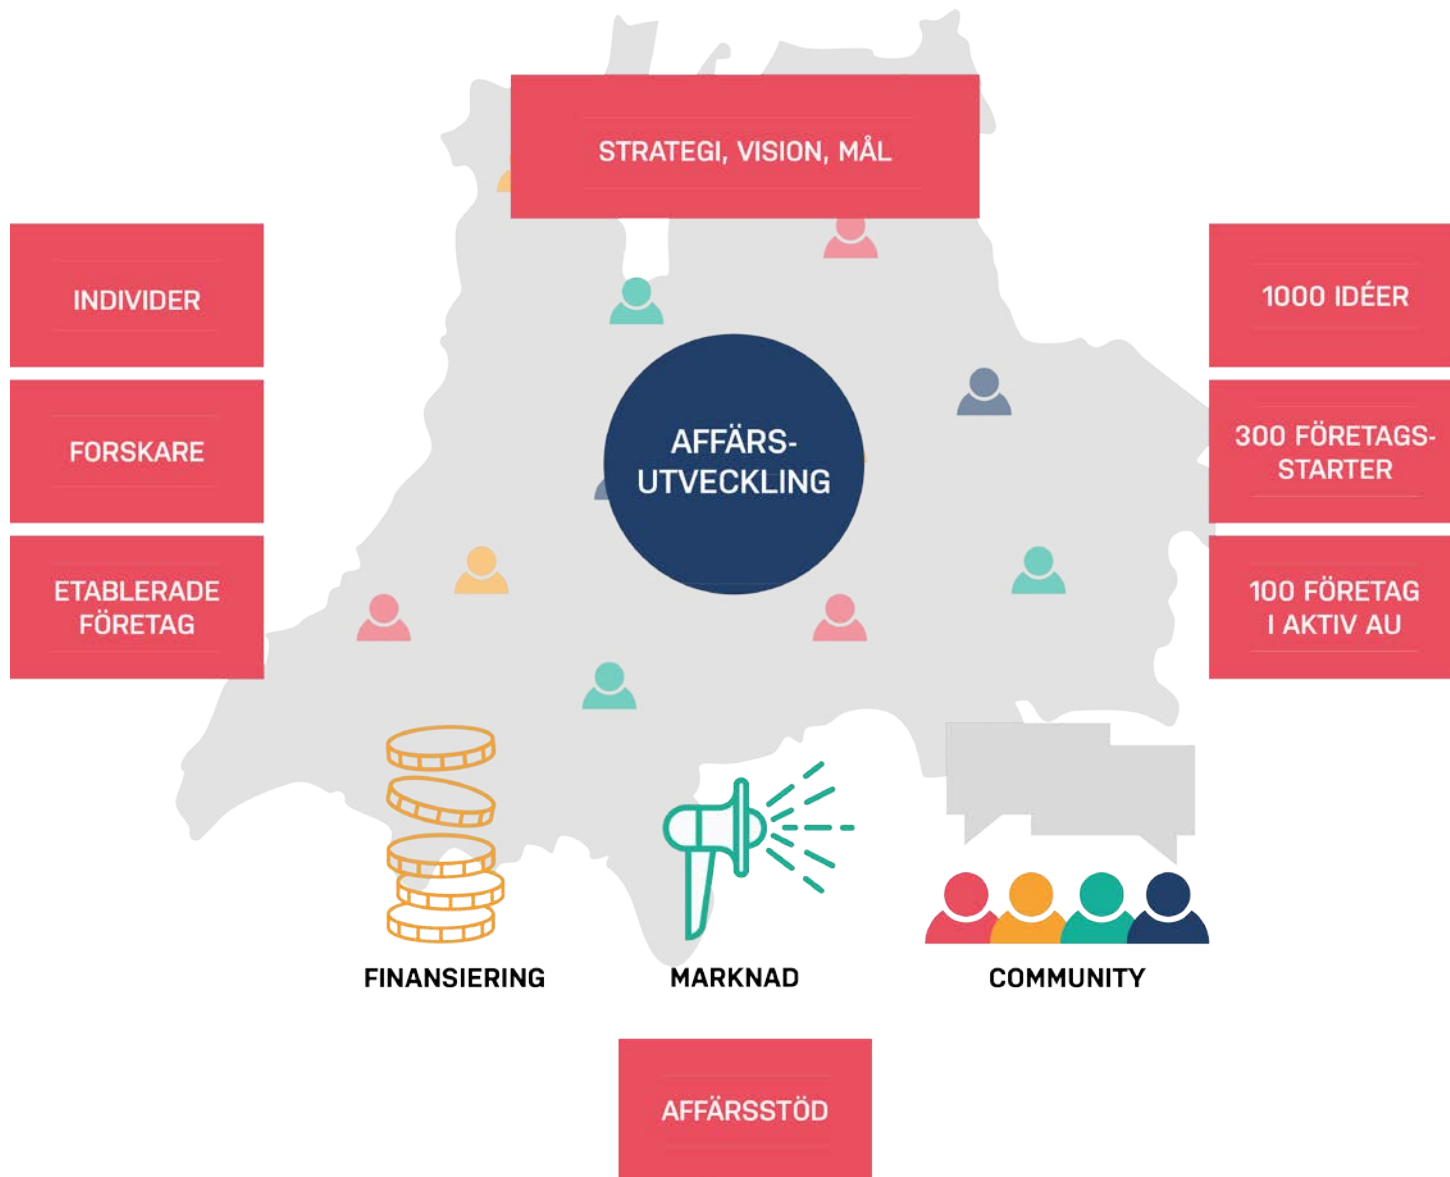 STRATEGI, VISION, MÅL
INDIVIDER
FORSKARE
ETABLERADE
FÖRETAG
AFFÄRS-
UTVECKLING
1000 IDÉER
300 FÖRETAGS-
STARTER
100 FÖRETAG
I AKTIV AU
FINANSIERING
MARKNAD
COMMUNITY
AFFÄRSSTÖD